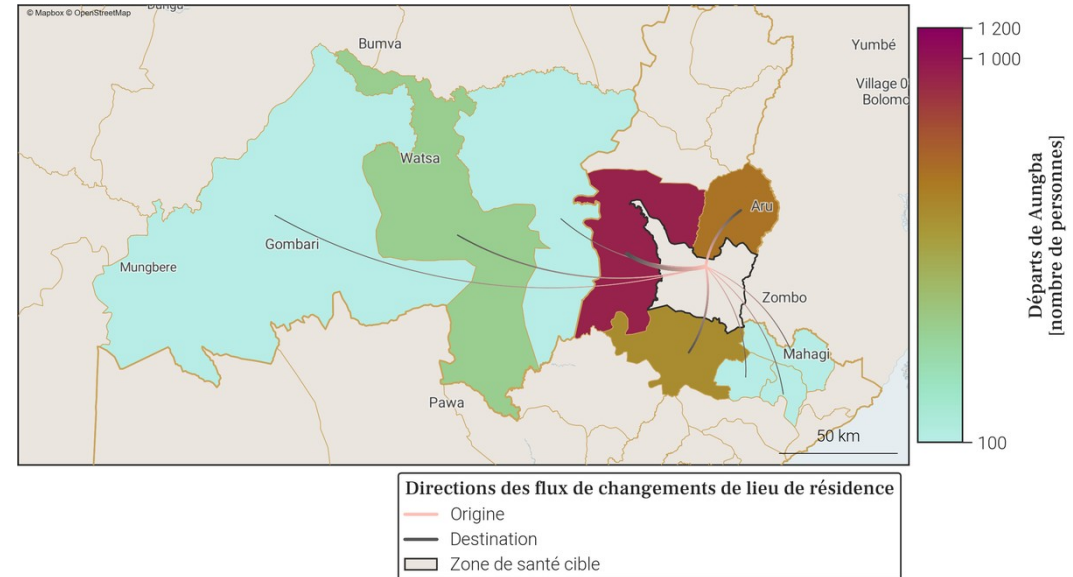 © Mapbox © OpenStreetMap
Bumva
Yumbé
Village 0
Bolomo
Watsa
Aru
Gombari
Mungbere
Zombo
Mahagi
Pawa
50 km
1 200
1 000
100
Départs de Aungba
[nombre de personnes]
Directions des flux de changements de lieu de résidence
Origine
Destination
Zone de santé cible